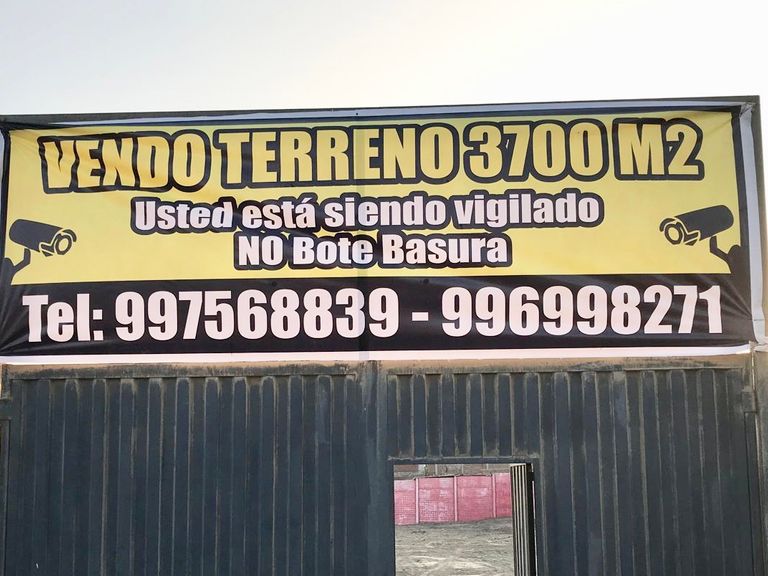 VENDO TERRENO 3700 M2
Usted está siendo vigilado
NO Bote Basura
Tel: 997568839 - 996998271